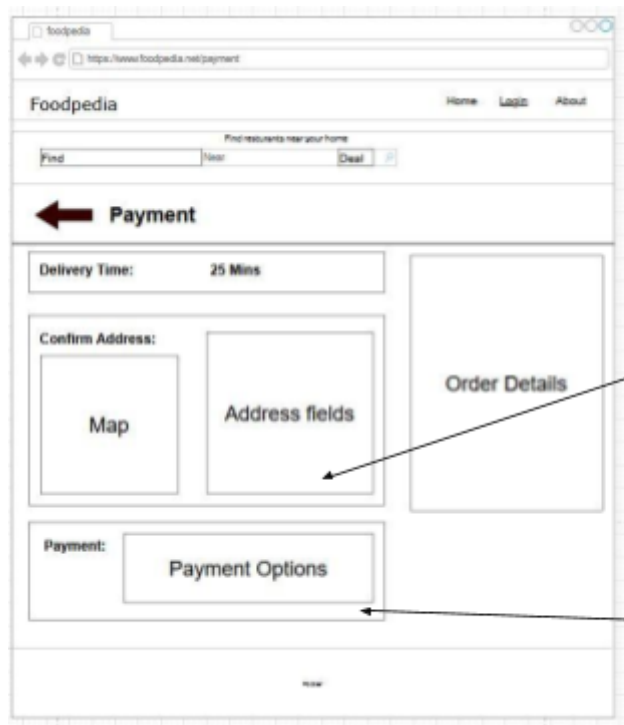 foodpedia
https://www.foodpedia.net/payment
Foodpedia
Home Login About
Find resturants near your home
Find Near Deal
Payment
Delivery Time: 25 Mins
Confirm Address:
Map
Address fields
Order Details
Payment:
Payment Options